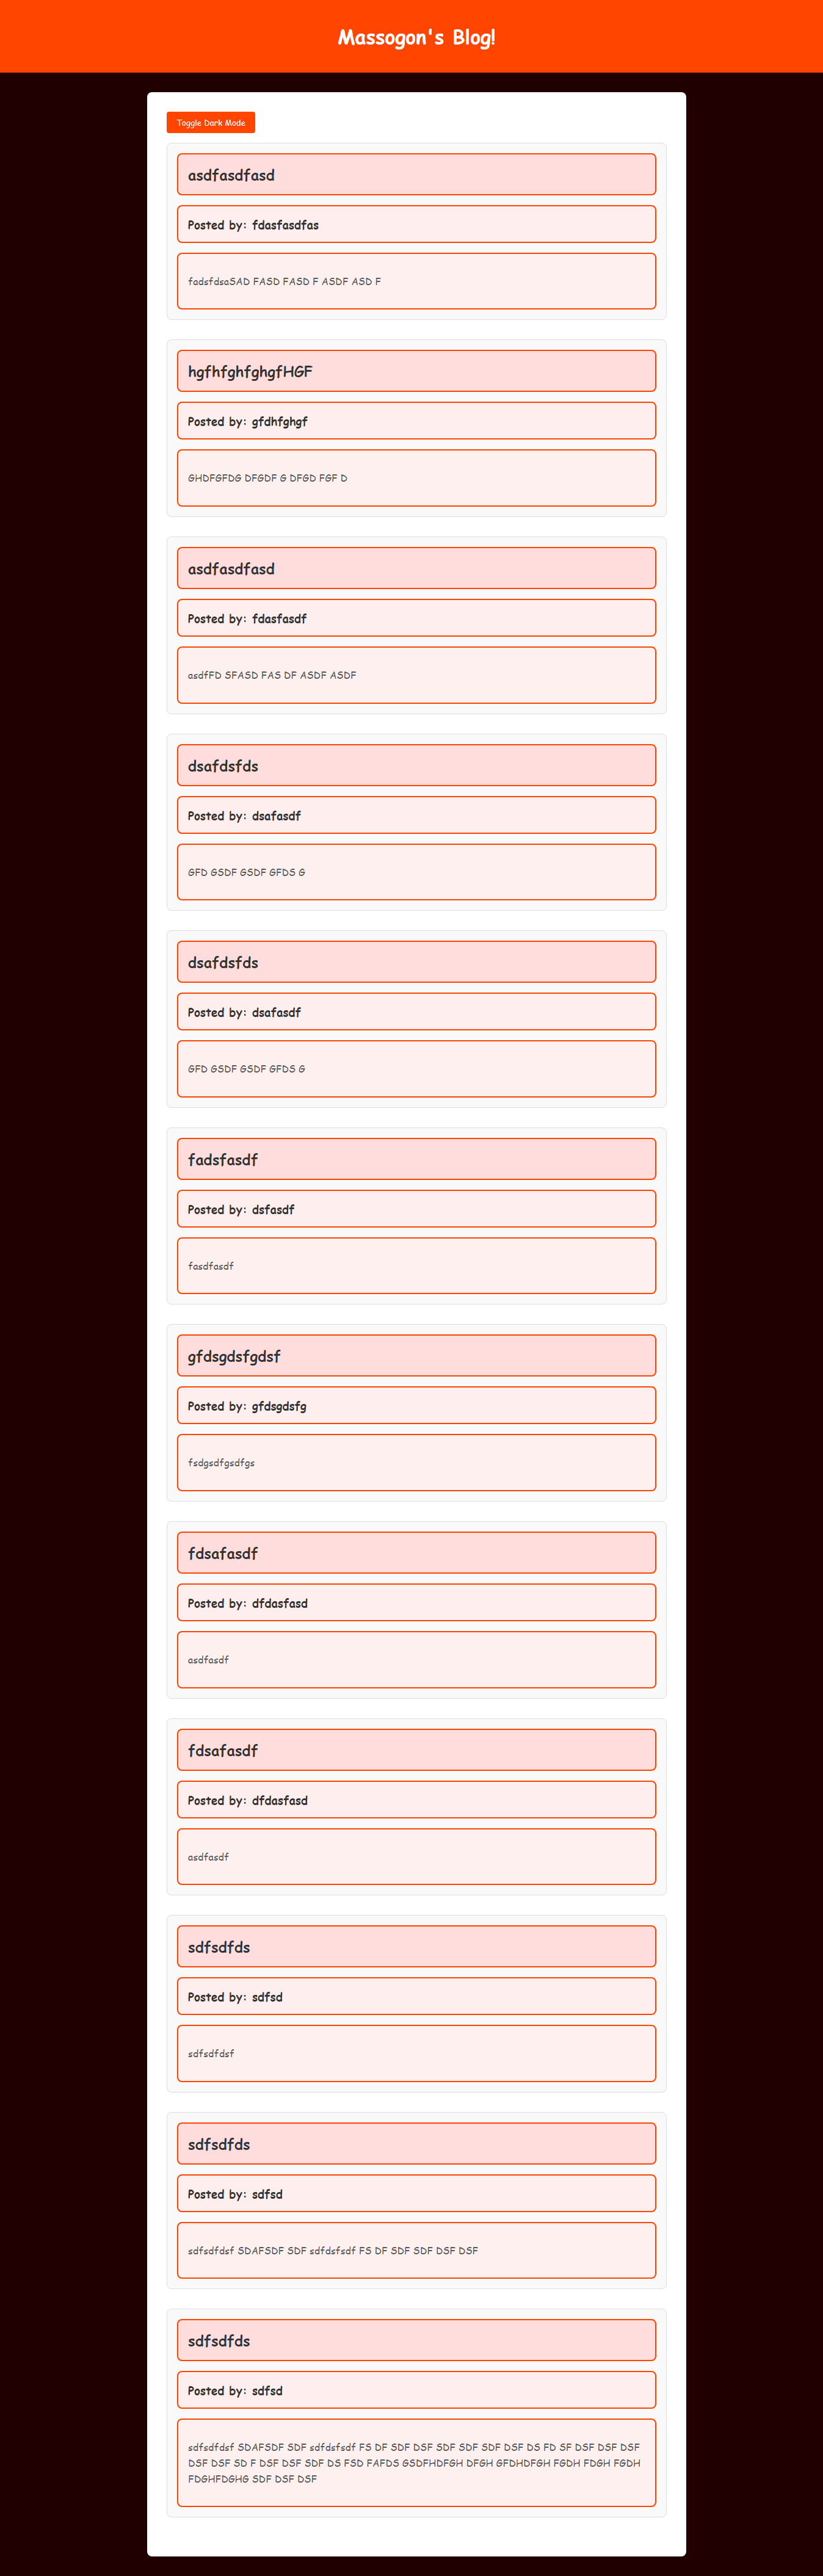 Massogon's Blog!
Toggle Dark Mode
asdfasdfasd
Posted by: fdasfasdfas
fadsfdsaSAD FASD FASD F ASDF ASD F
hgfhfghfghgfHGF
Posted by: gfdhfghgf
GHDFGFDG DFGDF G DFGD FGF D
asdfasdfasd
Posted by: fdasfasdf
asdfFD SFASD FAS DF ASDF ASDF
dsafdsfds
Posted by: dsafasdf
GFD GSDF GSDF GFDS G
dsafdsfds
Posted by: dsafasdf
GFD GSDF GSDF GFDS G
fadsfasdf
Posted by: dsfasdf
fasdfasdf
gfdsgdsfgdsf
Posted by: gfdsgdsfg
fsdgsdfgsdfgs
fdsafasdf
Posted by: dfdasfasd
asdfasdf
fdsafasdf
Posted by: dfdasfasd
asdfasdf
sdfsdfds
Posted by: sdfsd
sdfsdfdsf
sdfsdfds
Posted by: sdfsd
sdfsdfdsf SDAFSDF SDF sdfdsfsdf FS DF SDF SDF DSF DSF
sdfsdfds
Posted by: sdfsd
sdfsdfdsf SDAFSDF SDF sdfdsfsdf FS DF SDF DSF SDF SDF SDF DSF DS FD SF DSF DSF DSF
DSF DSF SD F DSF DSF SDF DS FSD FAFDS GSDFHDFGH DFGH GFDHDFGH FGDH FDGH FGDH
FDGHFDGHG SDF DSF DSF